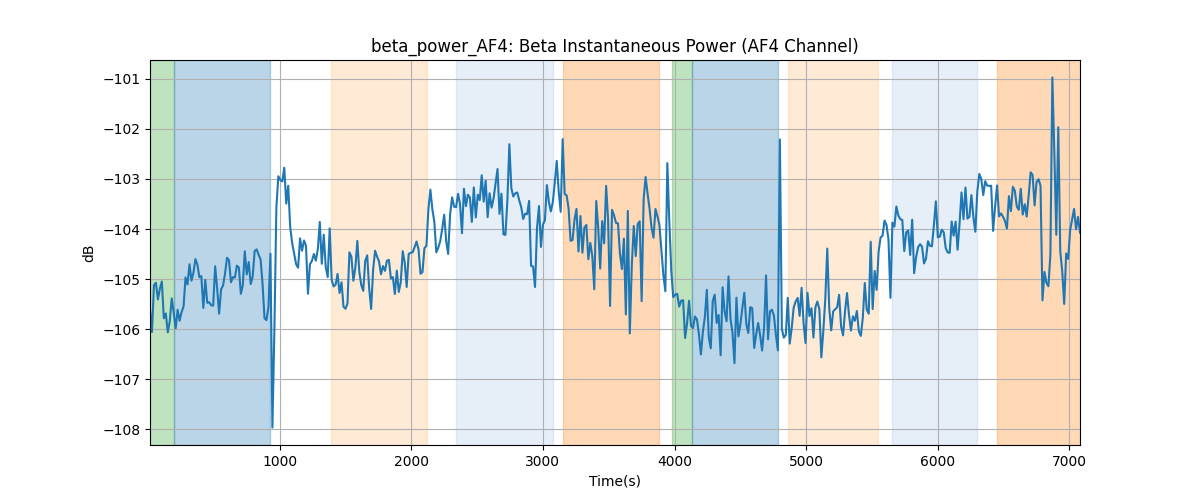 beta_power_AF4: Beta Instantaneous Power (AF4 Channel)
−101
−102
−103
−104
−105
−106
−107
−108
dB
1000 2000 3000 4000 5000 6000 7000
Time(s)